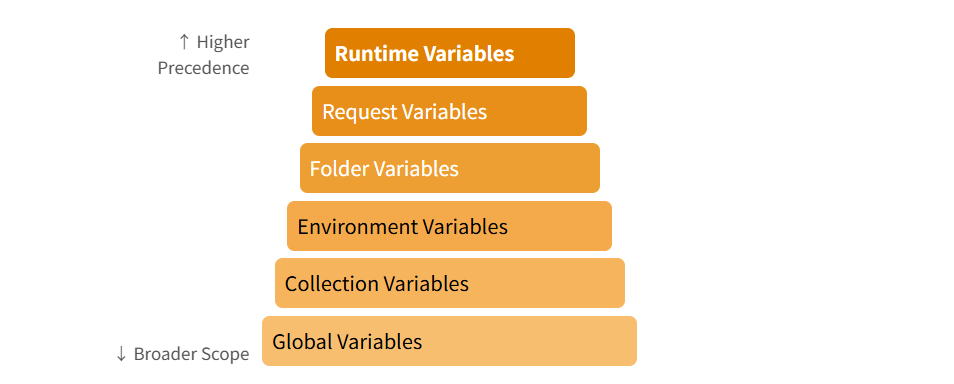 ↑ Higher
Precedence
Runtime Variables
Request Variables
Folder Variables
Environment Variables
Collection Variables
Global Variables
↓ Broader Scope